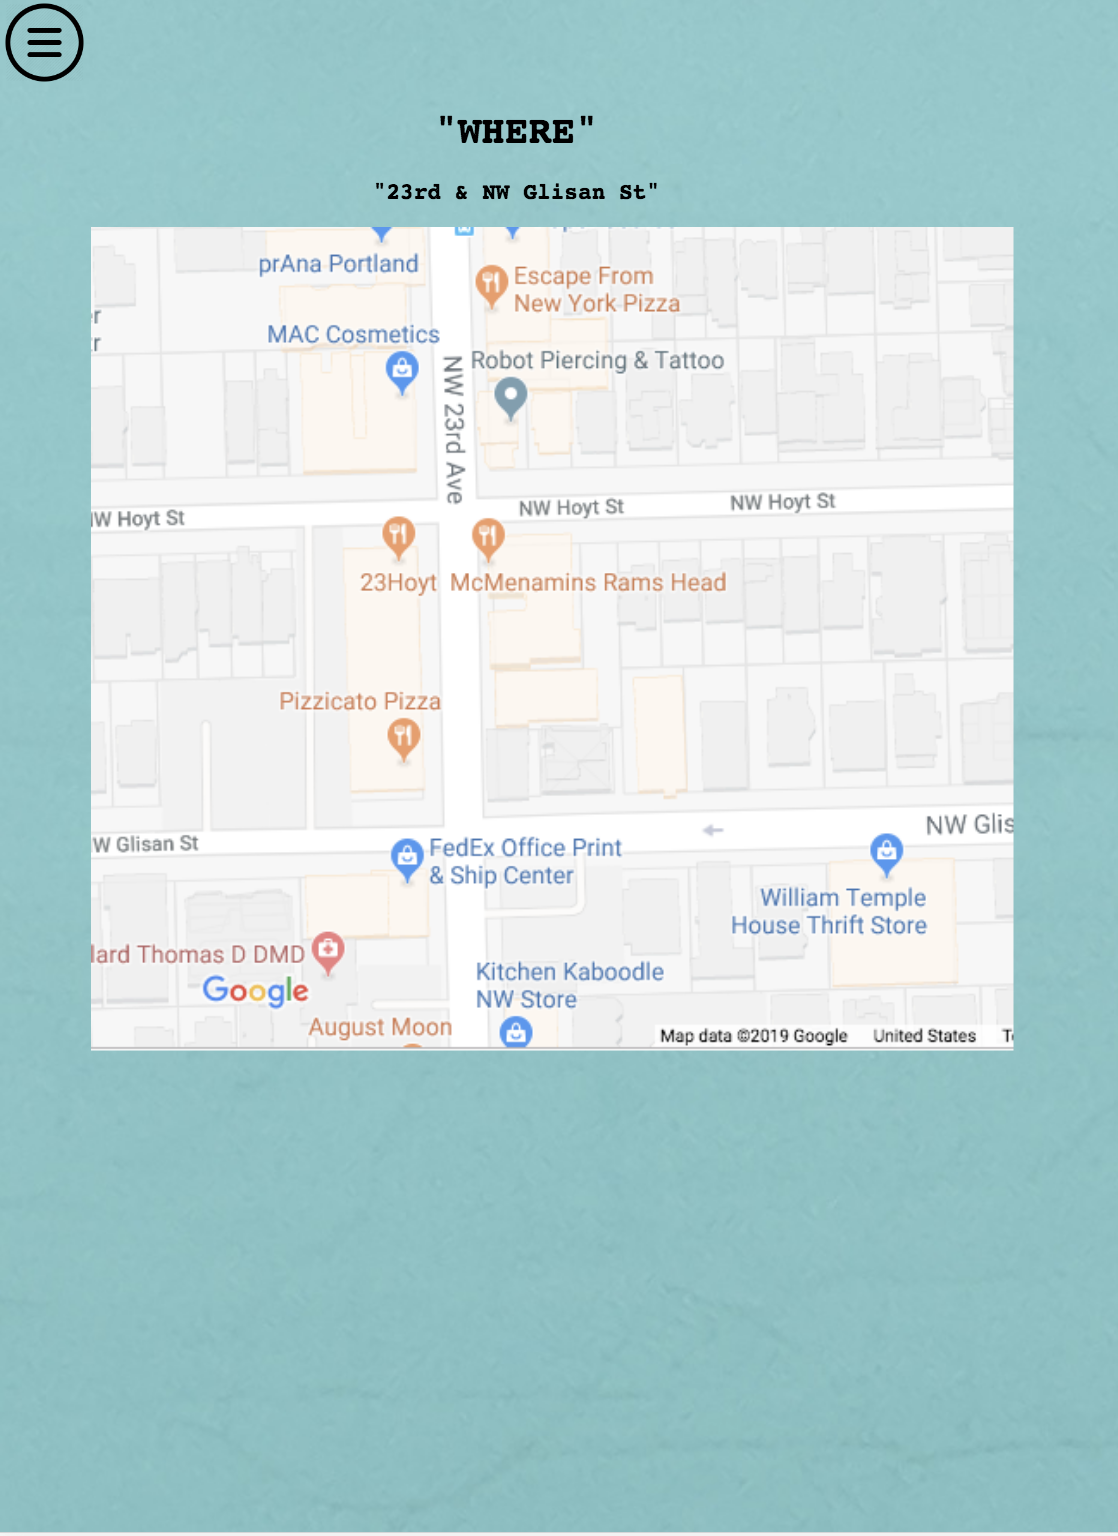 "WHERE"
"23rd & NW Glisan St"
prAna Portland
Escape From
New York Pizza
MAC Cosmetics
Robot Piercing & Tattoo
NW 23rd Ave
NW Hoyt St
NW Hoyt St
W Hoyt St
23Hoyt
McMenamins Rams Head
Pizzicato Pizza
W Glisan St
NW Glis
FedEx Office Print
& Ship Center
William Temple
House Thrift Store
lard Thomas D DMD
Google
Kitchen Kaboodle
NW Store
August Moon
Map data ©2019 Google
United States